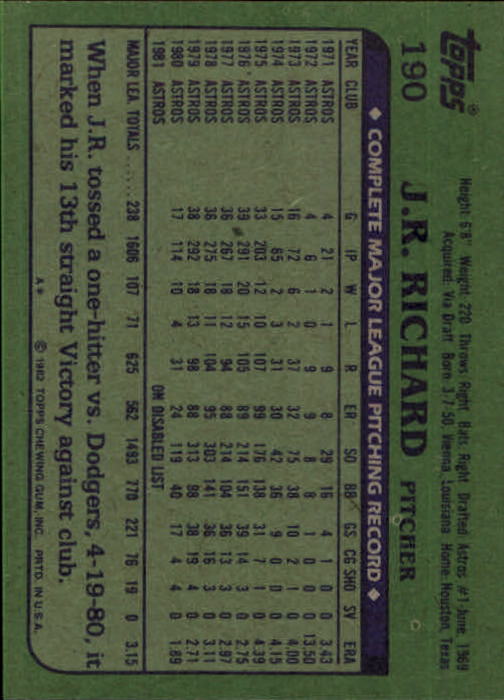 topps®
190 J.R. RICHARD PITCHER
Height 6'8" Weight 220 Throws Right Bats Right Drafted Astros #1-June, 1969
Acquired: Via Draft Born 3/7/50, Vienna, Louisiana Home Houston, Texas
◆ COMPLETE MAJOR LEAGUE PITCHING RECORD ◆
YEAR CLUB G IP W L R ER SO BB GS CG SHO SV ERA
1971 ASTROS 4 21 2 1 9 8 29 16 4 1 0 0 3.43
1972 ASTROS 4 6 1 0 9 9 8 8 1 0 0 0 13.50
1973 ASTROS 16 72 6 2 37 32 75 38 10 2 1 0 4.00
1974 ASTROS 15 65 2 3 31 30 42 36 9 0 0 0 4.15
1975 ASTROS 33 203 12 10 107 99 176 138 31 7 1 0 4.39
1976 ASTROS 39 291 20 15 105 89 214 151 39 14 3 0 2.75
1977 ASTROS 36 267 18 12 94 88 214 104 36 13 3 0 2.97
1978 ASTROS 36 275 18 11 104 95 303 141 36 16 3 0 3.11
1979 ASTROS 38 292 18 13 98 88 313 98 38 19 4 0 2.71
1980 ASTROS 17 114 10 4 31 24 119 40 17 4 4 0 1.89
1981 ASTROS ON DISABLED LIST
MAJOR LEA. TOTALS 238 1606 107 71 625 562 1493 770 221 76 19 0 3.15
When J.R. tossed a one-hitter vs. Dodgers, 4-19-80, it
marked his 13th straight Victory against club.
A* © 1982 TOPPS CHEWING GUM, INC. PRTD. IN U.S.A.